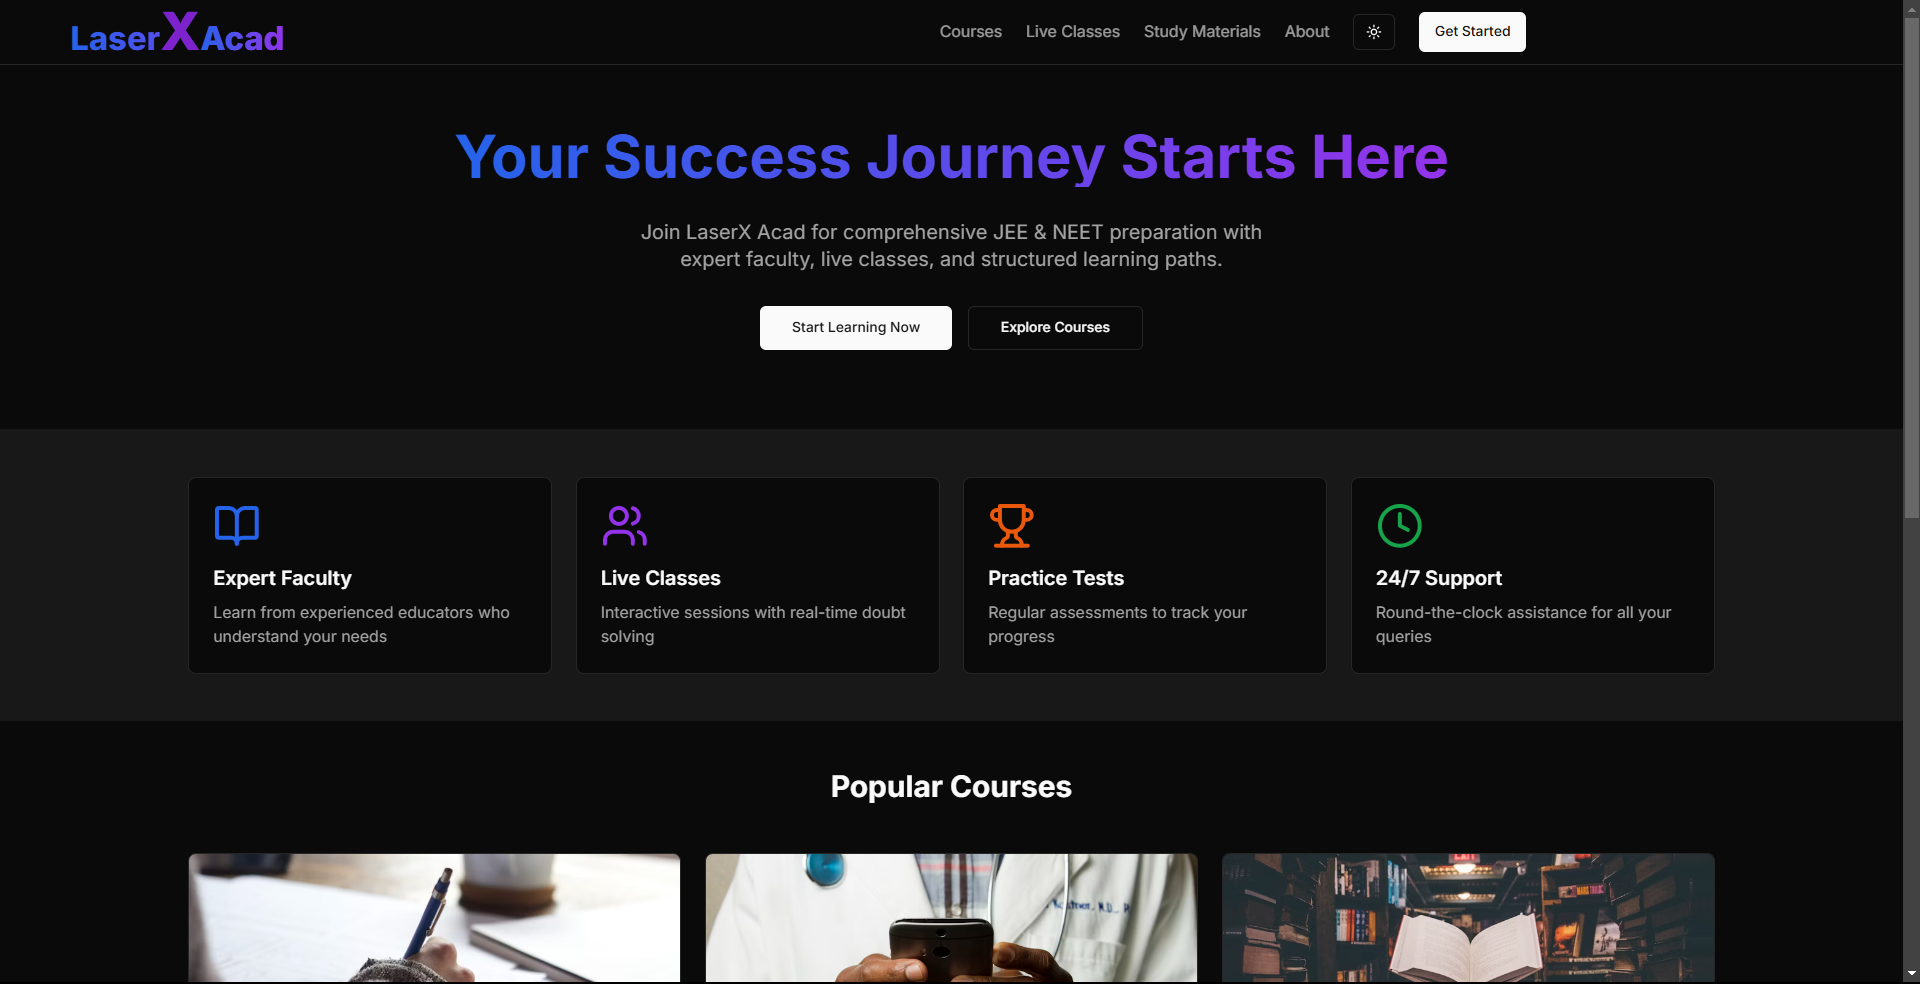 LaserXAcad
Courses
Live Classes
Study Materials
About
Get Started
Your Success Journey Starts Here
Join LaserX Acad for comprehensive JEE & NEET preparation with
expert faculty, live classes, and structured learning paths.
Start Learning Now
Explore Courses
Expert Faculty
Learn from experienced educators who
understand your needs
Live Classes
Interactive sessions with real-time doubt
solving
Practice Tests
Regular assessments to track your
progress
24/7 Support
Round-the-clock assistance for all your
queries
Popular Courses
EXIT